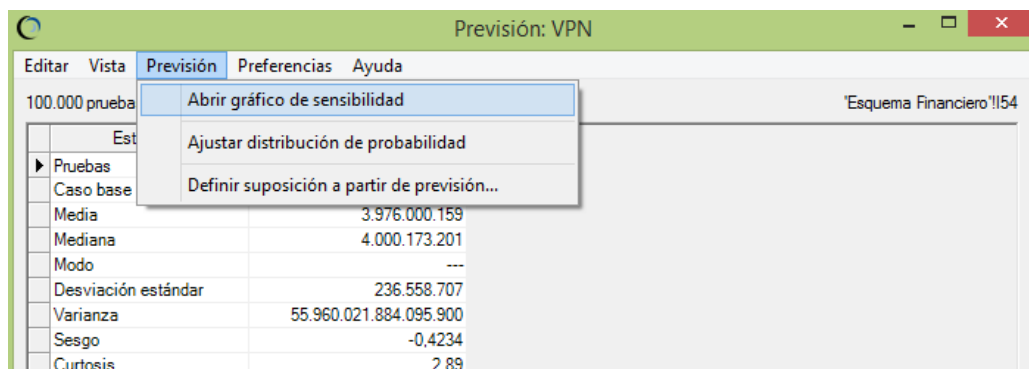 Previsión: VPN
Editar Vista Previsión Preferencias Ayuda
100.000 prueba
Abrir gráfico de sensibilidad
'Esquema Financiero'!I54
Est
Ajustar distribución de probabilidad
Pruebas
Definir suposición a partir de previsión...
Caso base
Media 3.976.000.159
Mediana 4.000.173.201
Modo ---
Desviación estándar 236.558.707
Varianza 55.960.021.884.095.900
Sesgo -0,4234
Curtosis 2,89